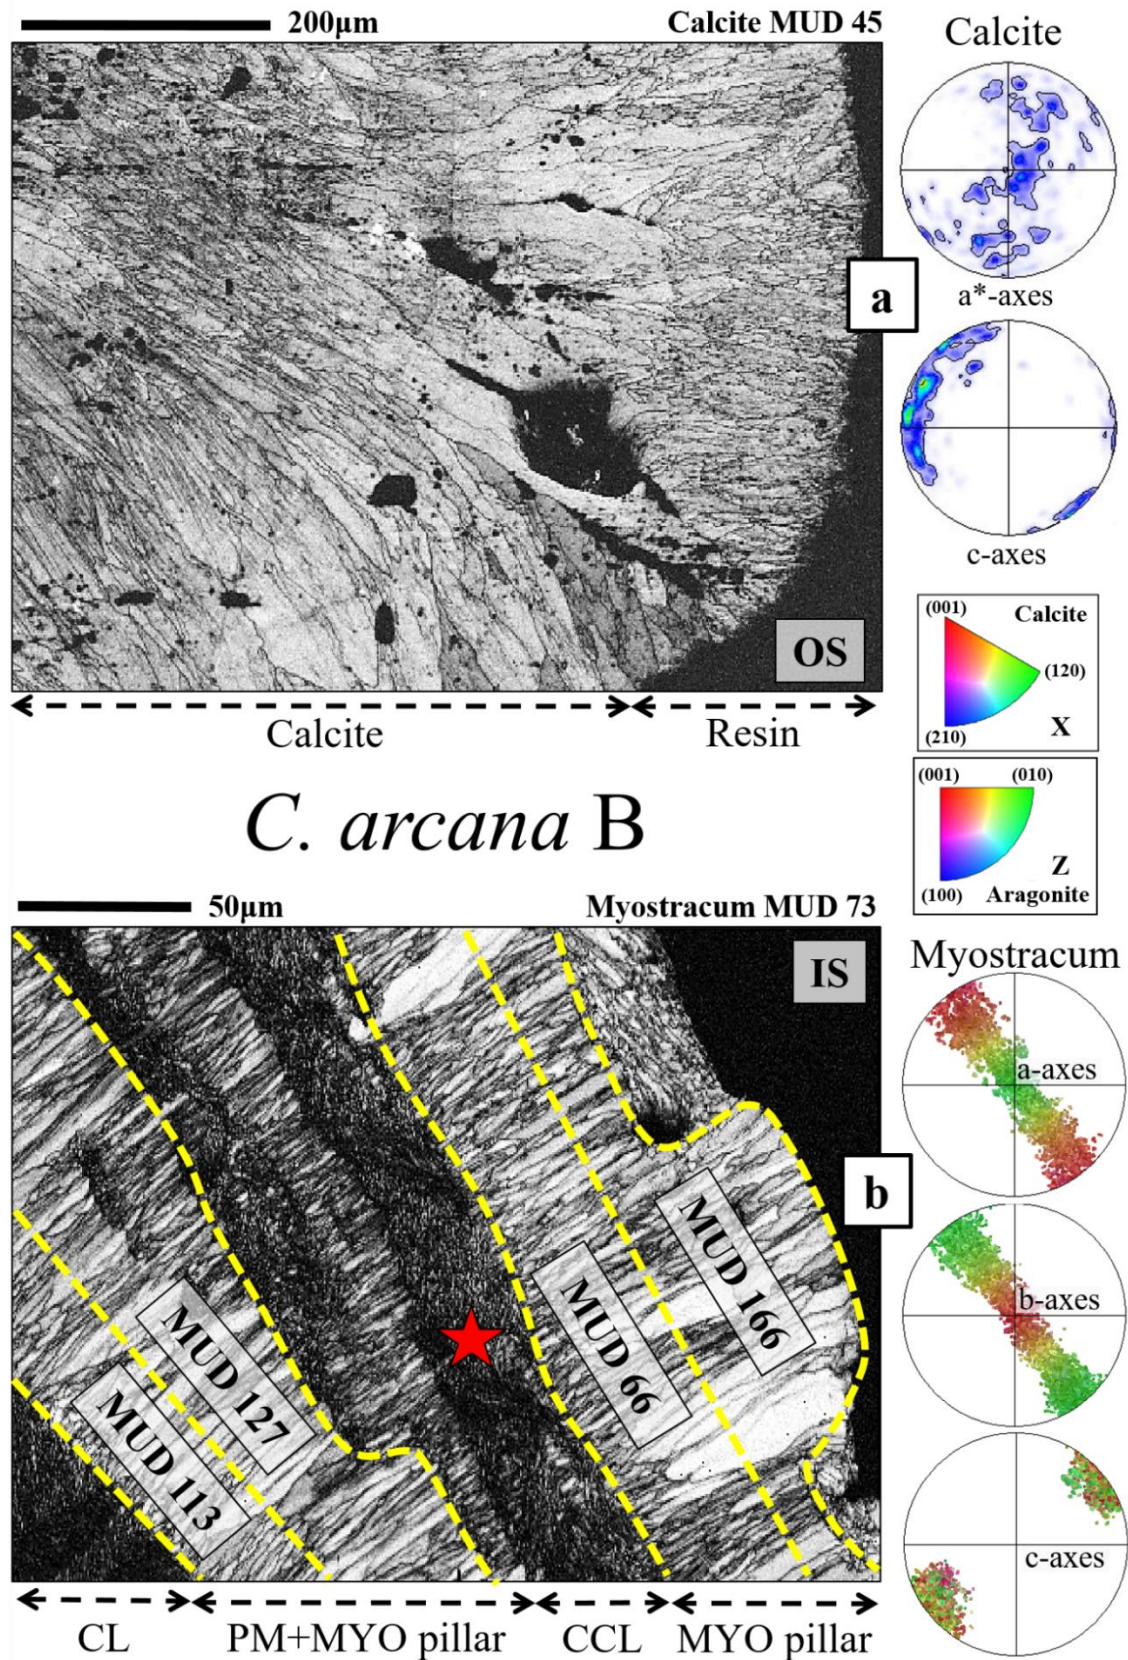 200μm
Calcite MUD 45
Calcite
a*-axes
a
c-axes
OS
Calcite
Resin
(001)
Calcite
(120)
(210)
X
C. arcana B
(001)
(010)
Z
(100)
Aragonite
50μm
Myostracum MUD 73
IS
Myostracum
a-axes
b
b-axes
c-axes
MUD 166
MUD 66
MUD 127
MUD 113
CL
PM+MYO pillar
CCL
MYO pillar